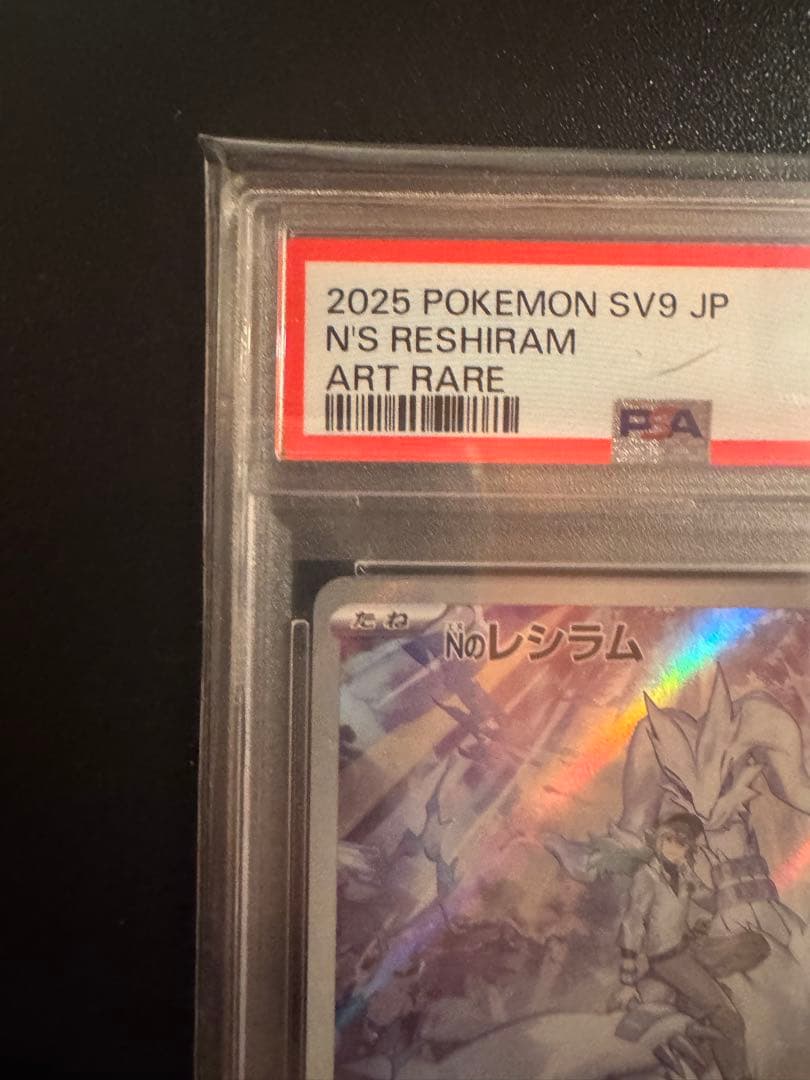 2025 POKEMON SV9 JP
N'S RESHIRAM
ART RARE
PSA
たね
Nのレシラム